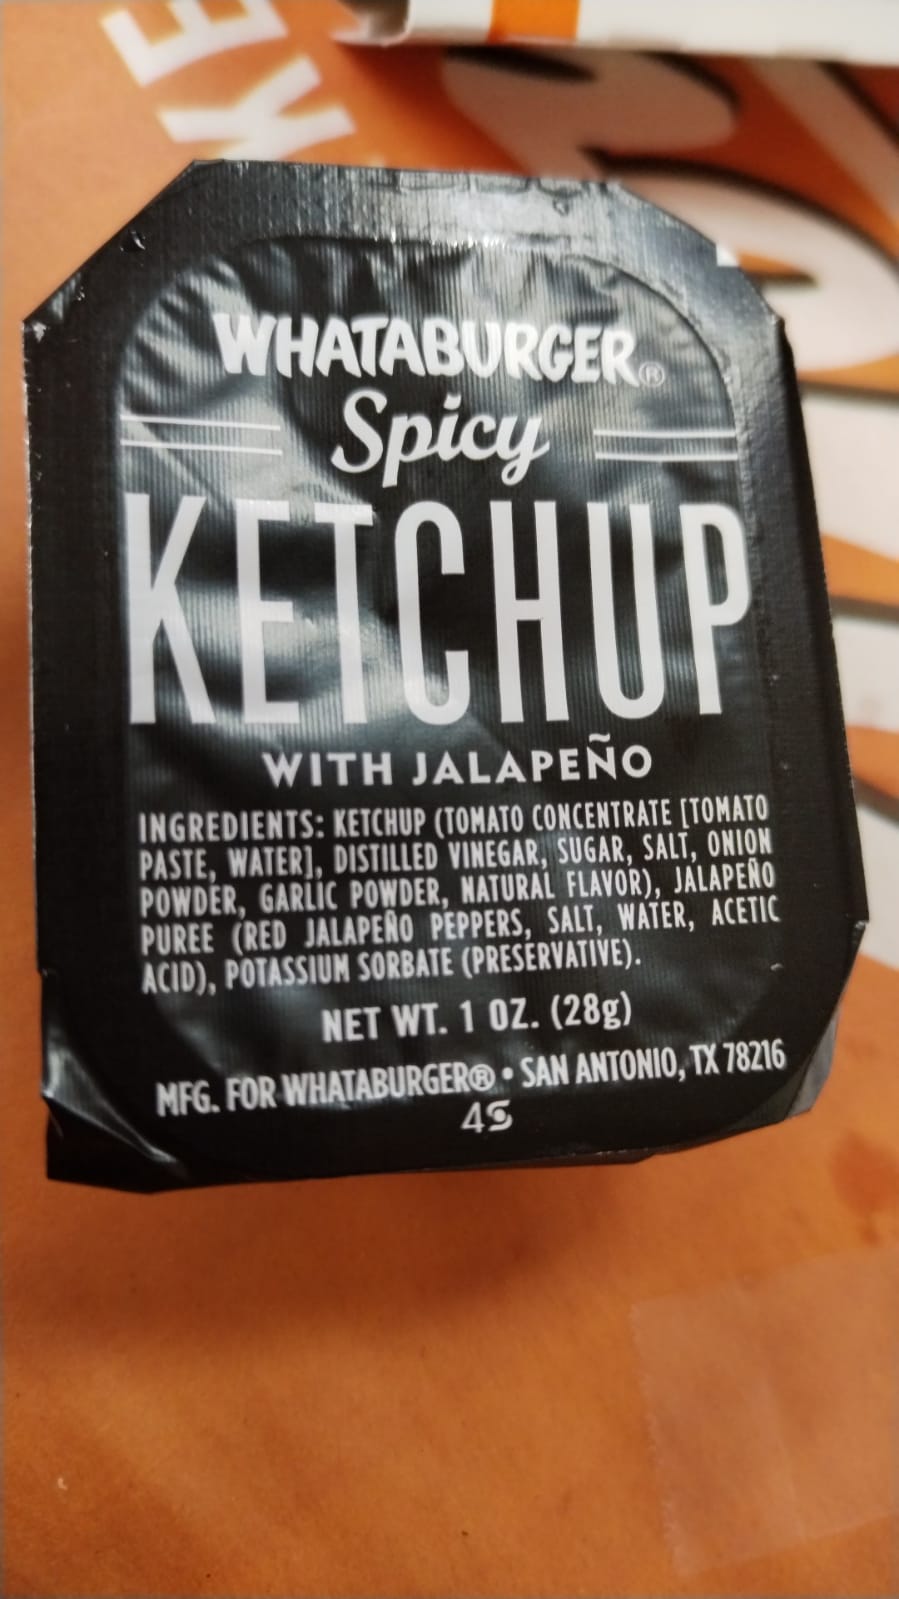 KE
WHATABURGER®
Spicy
KETCHUP
WITH JALAPEÑO
INGREDIENTS: KETCHUP (TOMATO CONCENTRATE [TOMATO
PASTE, WATER], DISTILLED VINEGAR, SUGAR, SALT, ONION
POWDER, GARLIC POWDER, NATURAL FLAVOR), JALAPEÑO
PUREE (RED JALAPEÑO PEPPERS, SALT, WATER, ACETIC
ACID), POTASSIUM SORBATE (PRESERVATIVE).
NET WT. 1 OZ. (28g)
MFG. FOR WHATABURGER® • SAN ANTONIO, TX 78216
4S